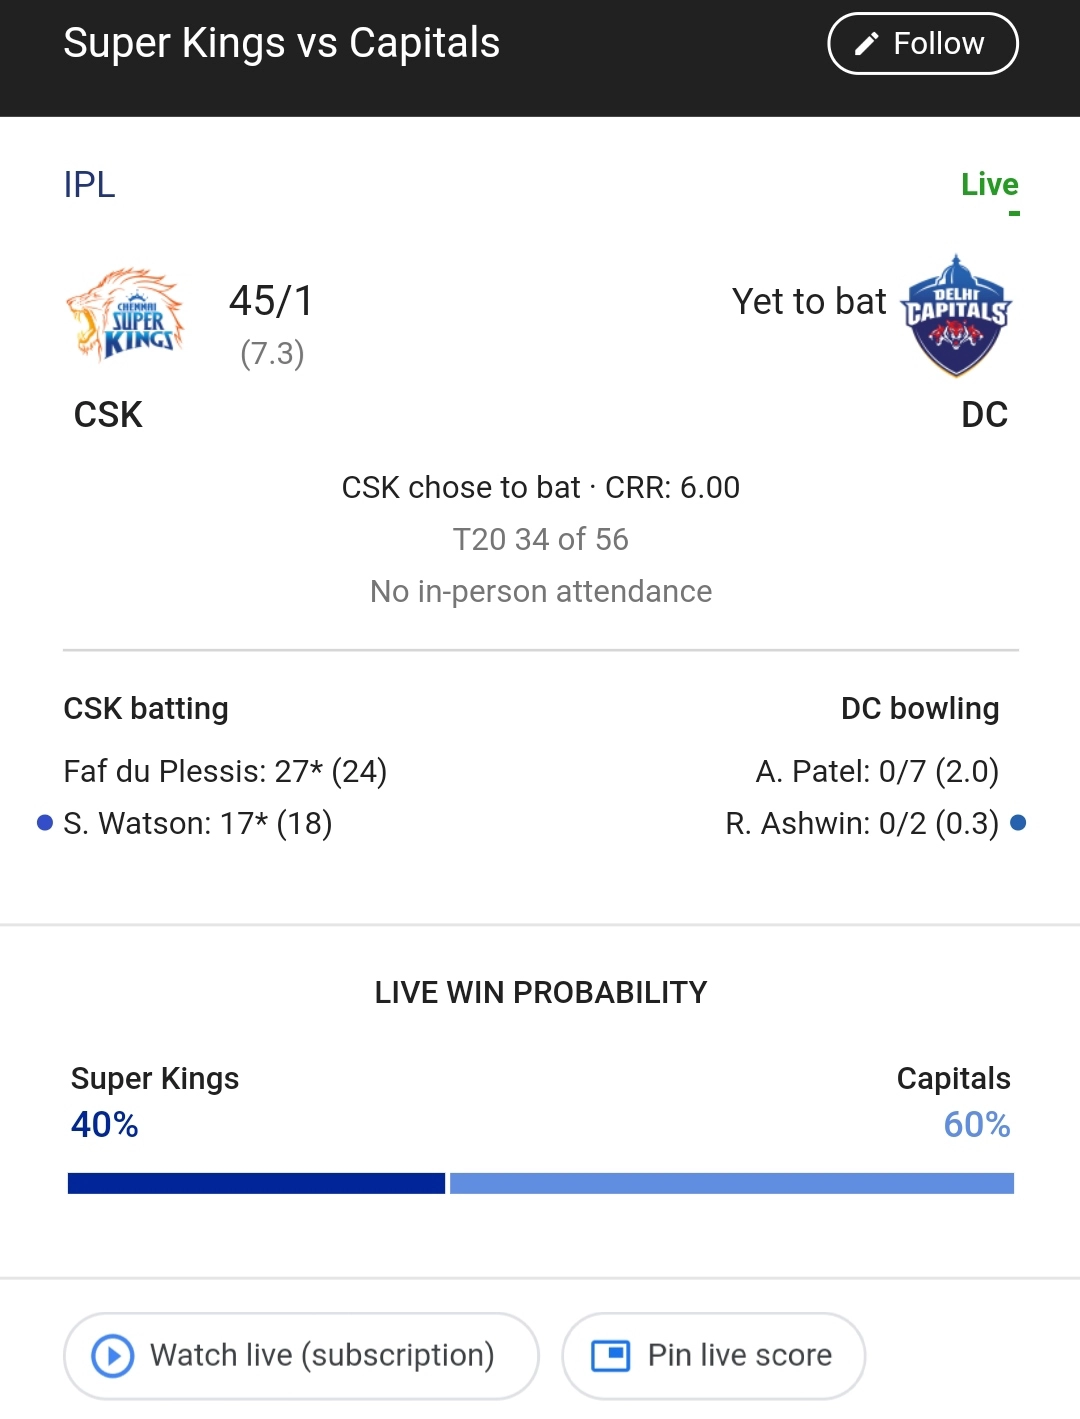 Super Kings vs Capitals
Follow
IPL
Live
CHENNAI
SUPER
KINGS
45/1
(7.3)
Yet to bat
DELHI
CAPITALS
CSK
DC
CSK chose to bat · CRR: 6.00
T20 34 of 56
No in-person attendance
CSK batting
DC bowling
Faf du Plessis: 27* (24)
A. Patel: 0/7 (2.0)
S. Watson: 17* (18)
R. Ashwin: 0/2 (0.3)
LIVE WIN PROBABILITY
Super Kings
Capitals
40%
60%
Watch live (subscription)
Pin live score